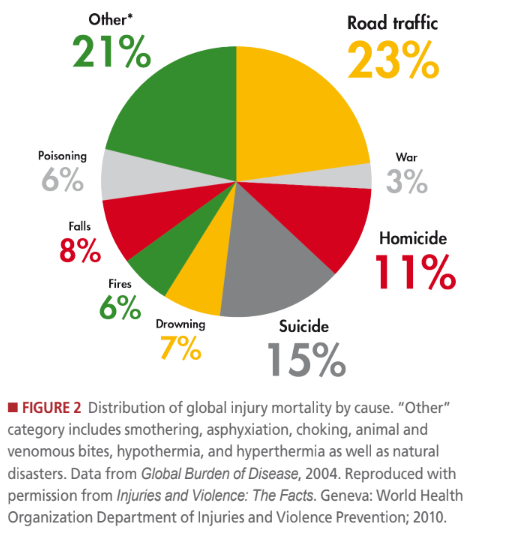 Other*
21%
Road traffic
23%
War
3%
Homicide
11%
Suicide
15%
Drowning
7%
Fires
6%
Falls
8%
Poisoning
6%
■ FIGURE 2 Distribution of global injury mortality by cause. “Other”
category includes smothering, asphyxiation, choking, animal and
venomous bites, hypothermia, and hyperthermia as well as natural
disasters. Data from Global Burden of Disease, 2004. Reproduced with
permission from Injuries and Violence: The Facts. Geneva: World Health
Organization Department of Injuries and Violence Prevention; 2010.